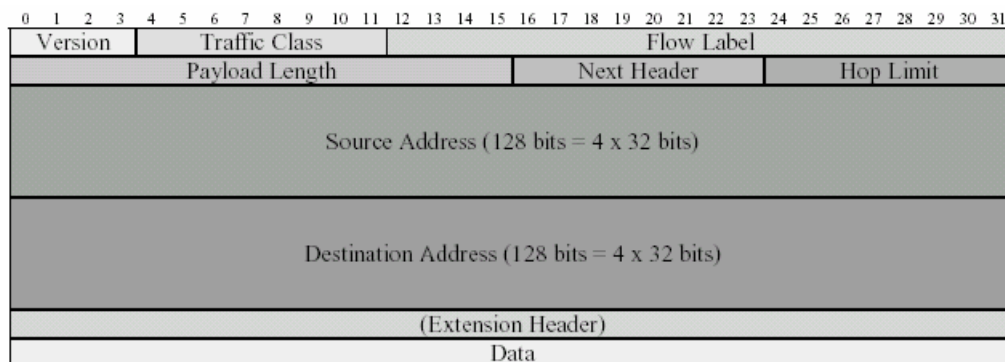 0 1 2 3 4 5 6 7 8 9 10 11 12 13 14 15 16 17 18 19 20 21 22 23 24 25 26 27 28 29 30 31
Version Traffic Class Flow Label
Payload Length Next Header Hop Limit
Source Address (128 bits = 4 x 32 bits)
Destination Address (128 bits = 4 x 32 bits)
(Extension Header)
Data